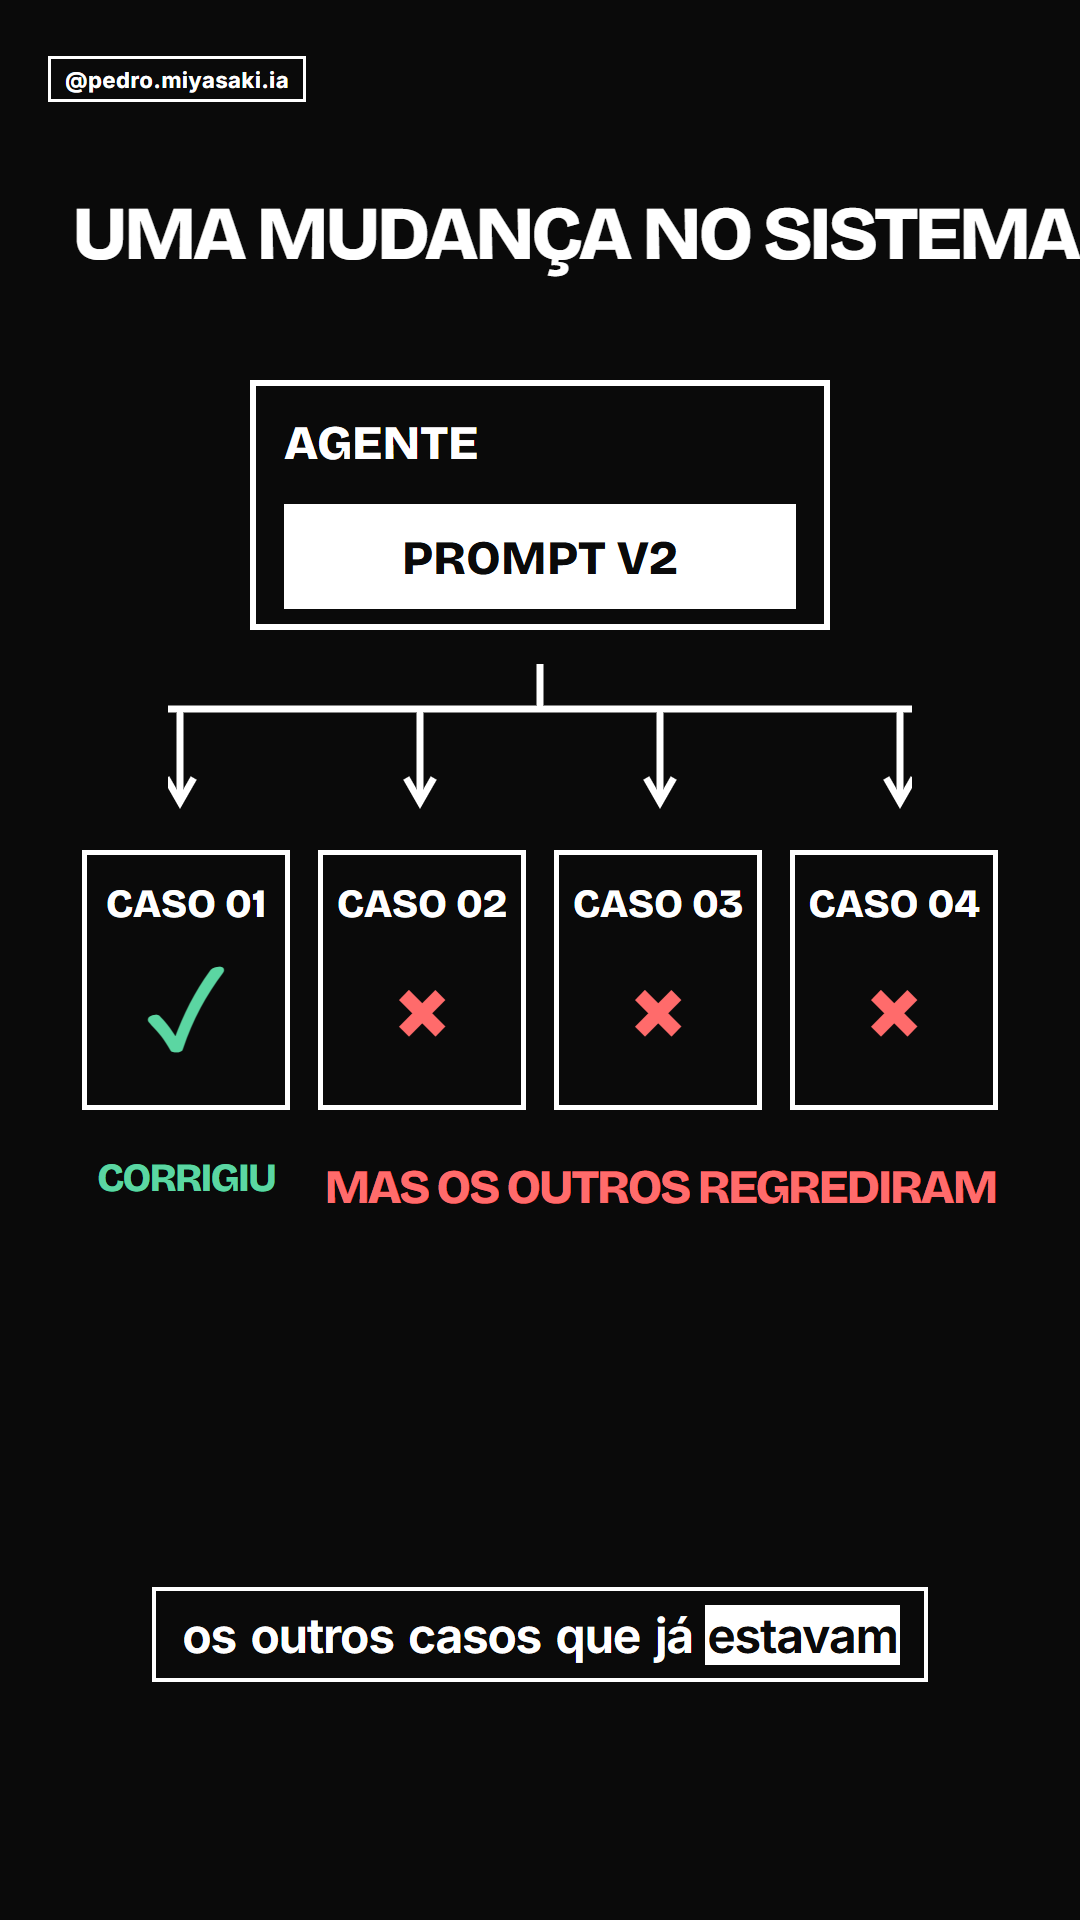 @pedro.miyasaki.ia
UMA MUDANÇA NO SISTEMA
AGENTE
PROMPT V2
CASO 01
CASO 02
CASO 03
CASO 04
CORRIGIU
MAS OS OUTROS REGREDIRAM
os outros casos que já estavam